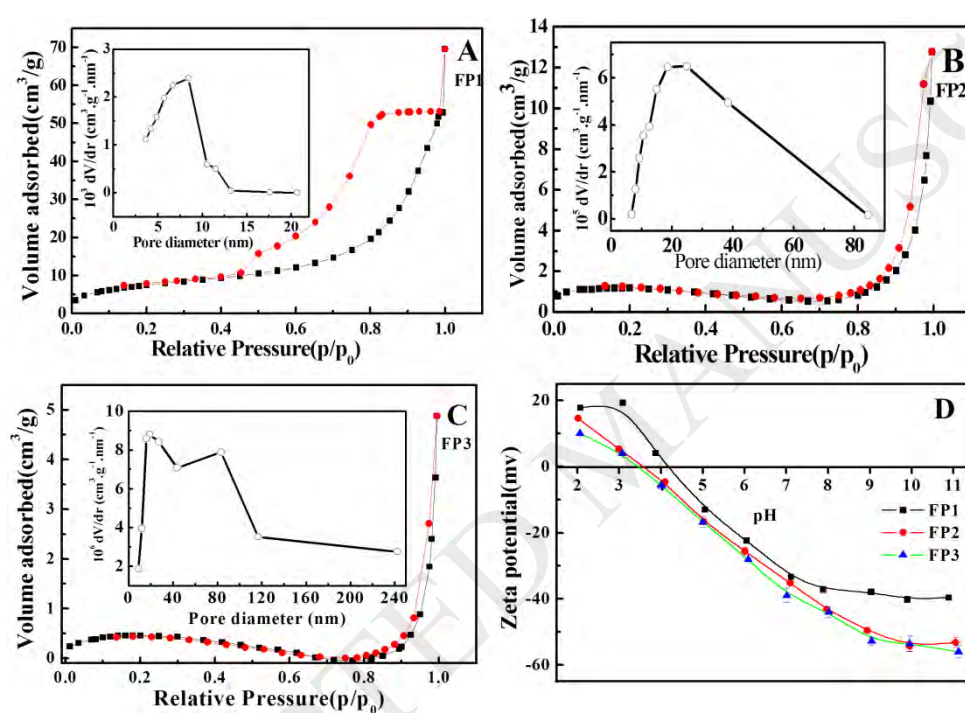 A
FP1
Volume adsorbed(cm³/g)
70
60
50
40
30
20
10
0
0.0 0.2 0.4 0.6 0.8 1.0
Relative Pressure(p/p₀)
10³ dV/dr (cm³.g⁻¹.nm⁻¹)
3
2
1
0
0 5 10 15 20
Pore diameter (nm)
B
FP2
Volume adsorbed(cm³/g)
14
12
10
8
6
4
2
0
0.0 0.2 0.4 0.6 0.8 1.0
Relative Pressure(p/p₀)
10⁵ dV/dr (cm³.g⁻¹.nm⁻¹)
6
4
2
0
0 20 40 60 80
Pore diameter (nm)
C
FP3
Volume adsorbed(cm³/g)
5
4
3
2
1
0
0.0 0.2 0.4 0.6 0.8 1.0
Relative Pressure(p/p₀)
10⁶ dV/dr (cm³.g⁻¹.nm⁻¹)
10
8
6
4
2
0 40 80 120 160 200 240
Pore diameter (nm)
D
Zeta potential(mv)
20
0
-20
-40
-60
2 3 4 5 6 7 8 9 10 11
pH
FP1
FP2
FP3
TED MANUSC